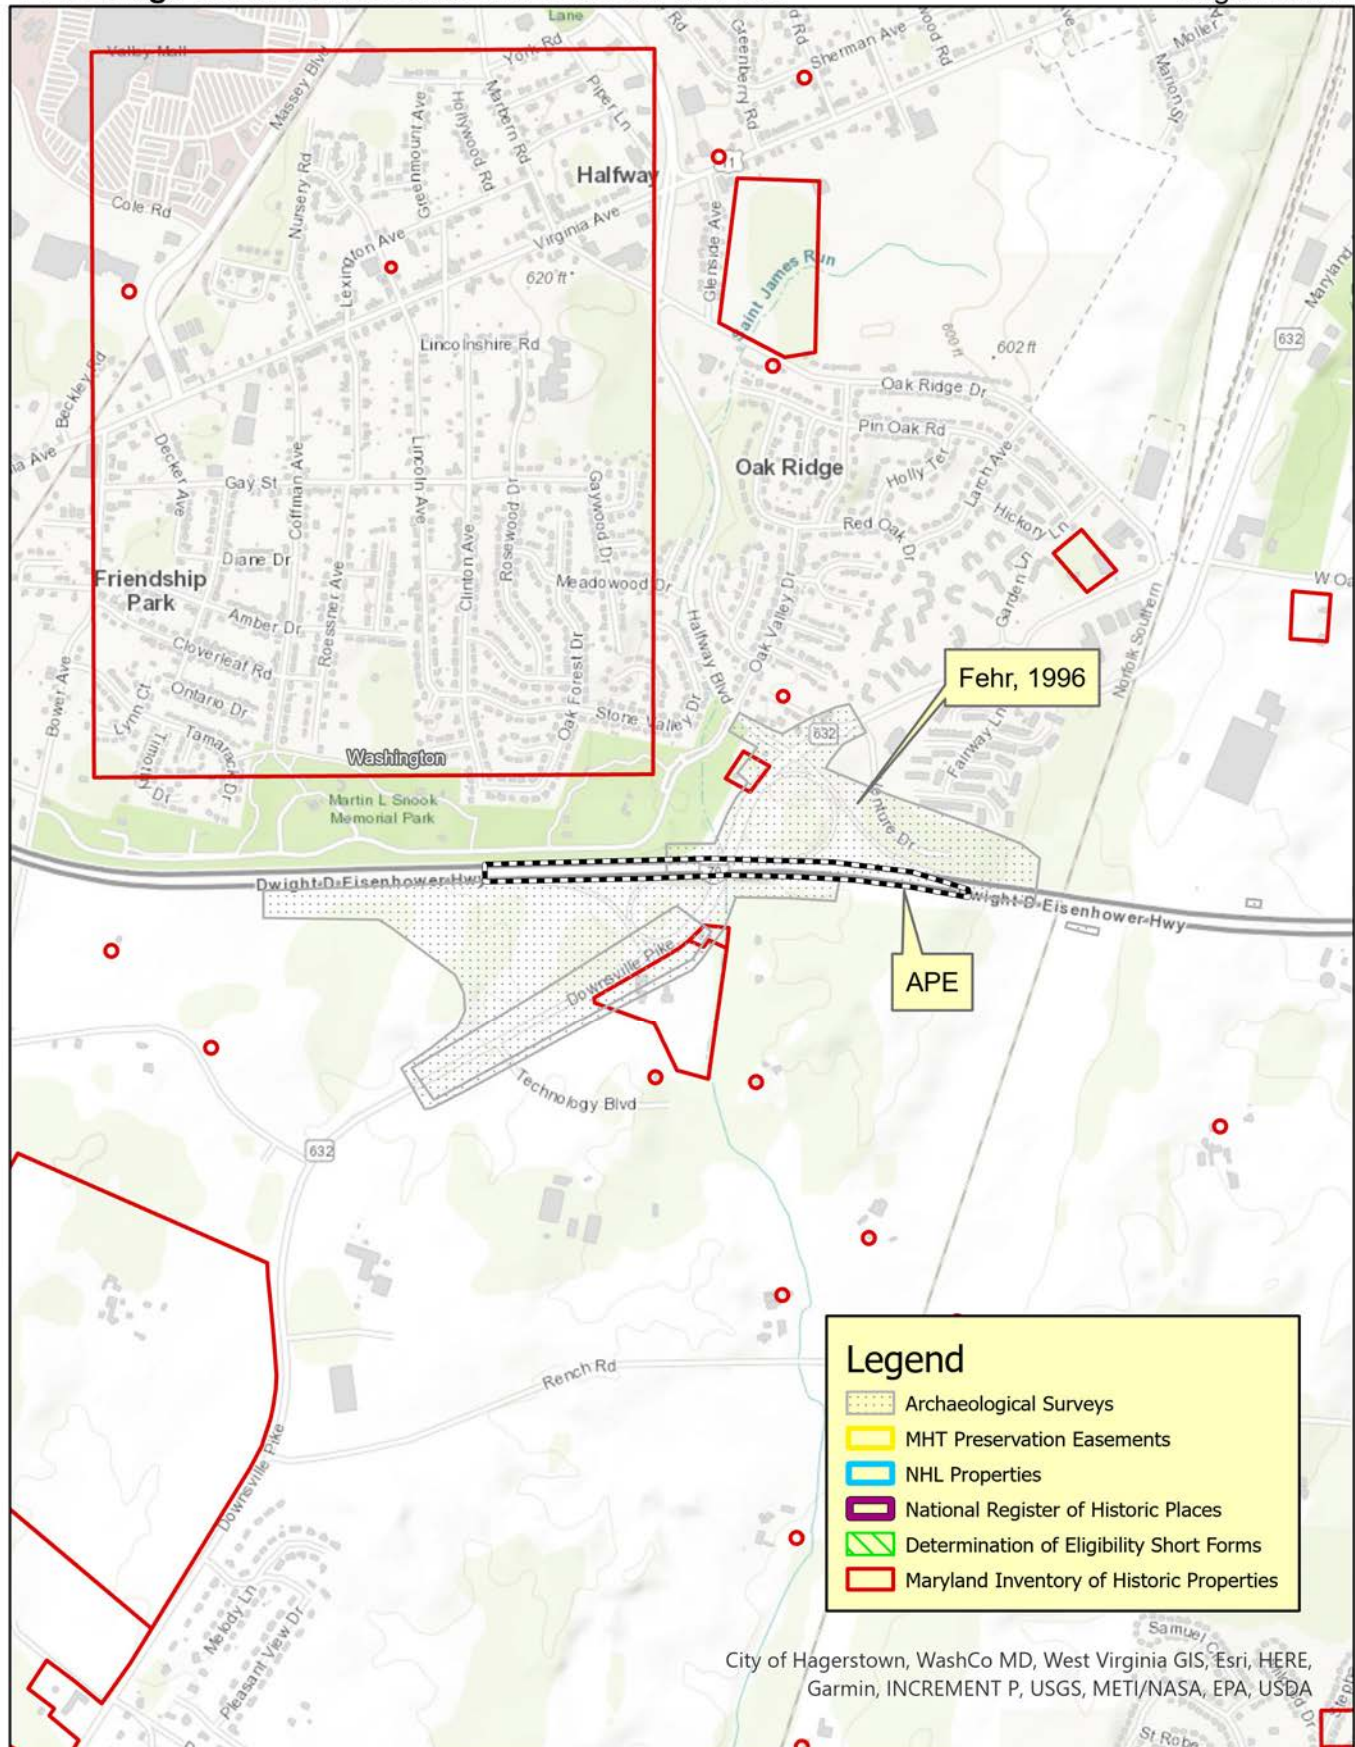 Lane
Valley Mall
Massey Blvd
York Rd
Piper Ln
Greenberry Rd
Sherman Ave
Marion St
Greenmount Ave
Hollywood Rd
Marbern Rd
Halfway
11
Nursery Rd
Cole Rd
Lexington Ave
Virginia Ave
620 ft
Glenside Ave
Saint James Run
Maryland
632
Lincolnshire Rd
600 ft
602 ft
Beckley Rd
Oak Ridge Dr
Pin Oak Rd
Decker Ave
Coffman Ave
Lincoln Ave
Gay St
Rosewood Dr
Gaywood Dr
Oak Ridge
Holly Ter
Larch Ave
Hickory Ln
Red Oak Dr
Diane Dr
Clinton Ave
Friendship
Park
Meadowood Dr
Garden Ln
Amber Dr
Roessner Ave
Halfway Blvd
Oak Valley Dr
Norfolk Southern
Cloverleaf Rd
Bower Ave
Lynn Ct
Ontario Dr
Oak Forest Dr
Stone Valley Dr
Fehr, 1996
632
Fairway Ln
Tamarack Dr
Washington
Martin L Snook
Memorial Park
Dwight D Eisenhower Hwy
70
wight D Eisenhower Hwy
APE
Downsville Pike
Technology Blvd
632
Rench Rd
Downsville Pike
Melody Ln
Pleasant View Dr
Legend
Archaeological Surveys
MHT Preservation Easements
NHL Properties
National Register of Historic Places
Determination of Eligibility Short Forms
Maryland Inventory of Historic Properties
City of Hagerstown, WashCo MD, West Virginia GIS, Esri, HERE,
Garmin, INCREMENT P, USGS, METI/NASA, EPA, USDA